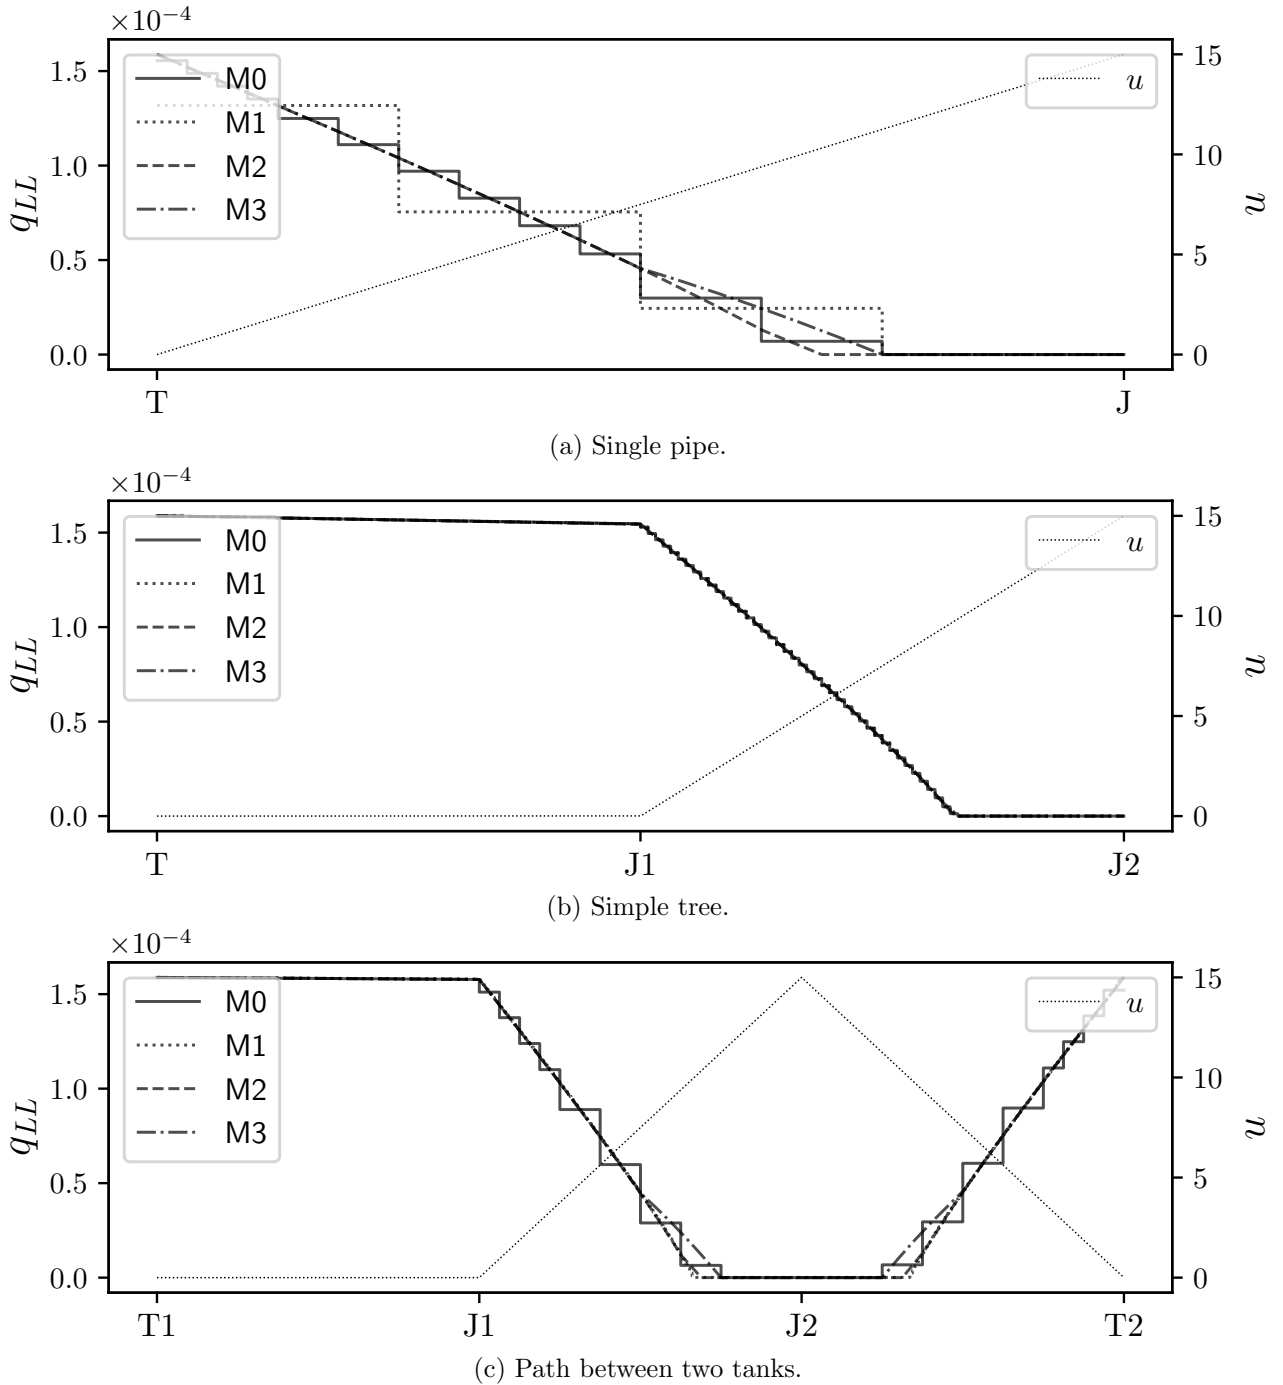 ×10⁻⁴
1.5
1.0
0.5
0.0
q_LL
M0
M1
M2
M3
u
15
10
5
0
u
T
J
(a) Single pipe.
×10⁻⁴
1.5
1.0
0.5
0.0
q_LL
M0
M1
M2
M3
u
15
10
5
0
u
T
J1
J2
(b) Simple tree.
×10⁻⁴
1.5
1.0
0.5
0.0
q_LL
M0
M1
M2
M3
u
15
10
5
0
u
T1
J1
J2
T2
(c) Path between two tanks.